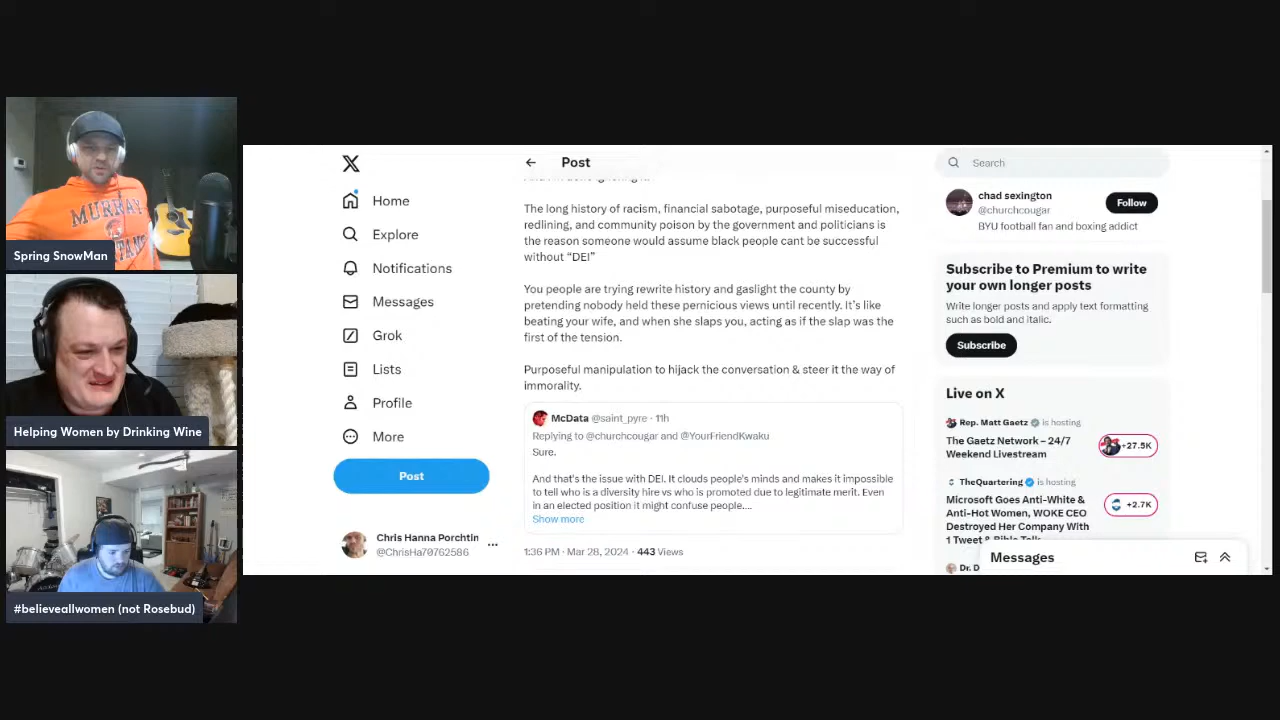 MURRAY
Spring SnowMan
Helping Women by Drinking Wine
#believeallwomen (not Rosebud)
X
Home
Explore
Notifications
Messages
Grok
Lists
Profile
More
Post
Chris Hanna Porchtin
@ChrisHa70762586
Post
The long history of racism, financial sabotage, purposeful miseducation,
redlining, and community poison by the government and politicians is
the reason someone would assume black people cant be successful
without “DEI”
You people are trying rewrite history and gaslight the county by
pretending nobody held these pernicious views until recently. It’s like
beating your wife, and when she slaps you, acting as if the slap was the
first of the tension.
Purposeful manipulation to hijack the conversation & steer it the way of
immorality.
McData @saint_pyre · 11h
Replying to @churchcougar and @YourFriendKwaku
Sure.
And that’s the issue with DEI. It clouds people’s minds and makes it impossible
to tell who is a diversity hire vs who is promoted due to legitimate merit. Even
in an elected position it might confuse people....
Show more
1:36 PM · Mar 28, 2024 · 443 Views
Search
chad sexington
@churchcougar
Follow
BYU football fan and boxing addict
Subscribe to Premium to write
your own longer posts
Write longer posts and apply text formatting
such as bold and italic.
Subscribe
Live on X
Rep. Matt Gaetz is hosting
The Gaetz Network – 24/7
Weekend Livestream
+27.5K
TheQuartering is hosting
Microsoft Goes Anti-White &
Anti-Hot Women, WOKE CEO
Destroyed Her Company With
1 Tweet & Bible Talk
+2.7K
Dr. D
Messages